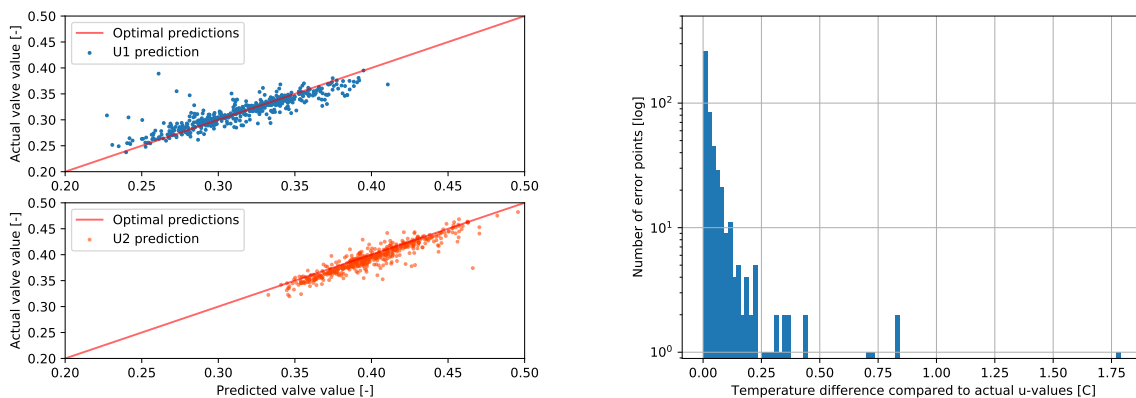 Actual valve value [-]
0.50
0.45
0.40
0.35
0.30
0.25
0.20
Optimal predictions
U1 prediction
0.20 0.25 0.30 0.35 0.40 0.45 0.50
Actual valve value [-]
0.50
0.45
0.40
0.35
0.30
0.25
0.20
Optimal predictions
U2 prediction
0.20 0.25 0.30 0.35 0.40 0.45 0.50
Predicted valve value [-]
Number of error points [log]
10²
10¹
10⁰
0.00 0.25 0.50 0.75 1.00 1.25 1.50 1.75
Temperature difference compared to actual u-values [C]